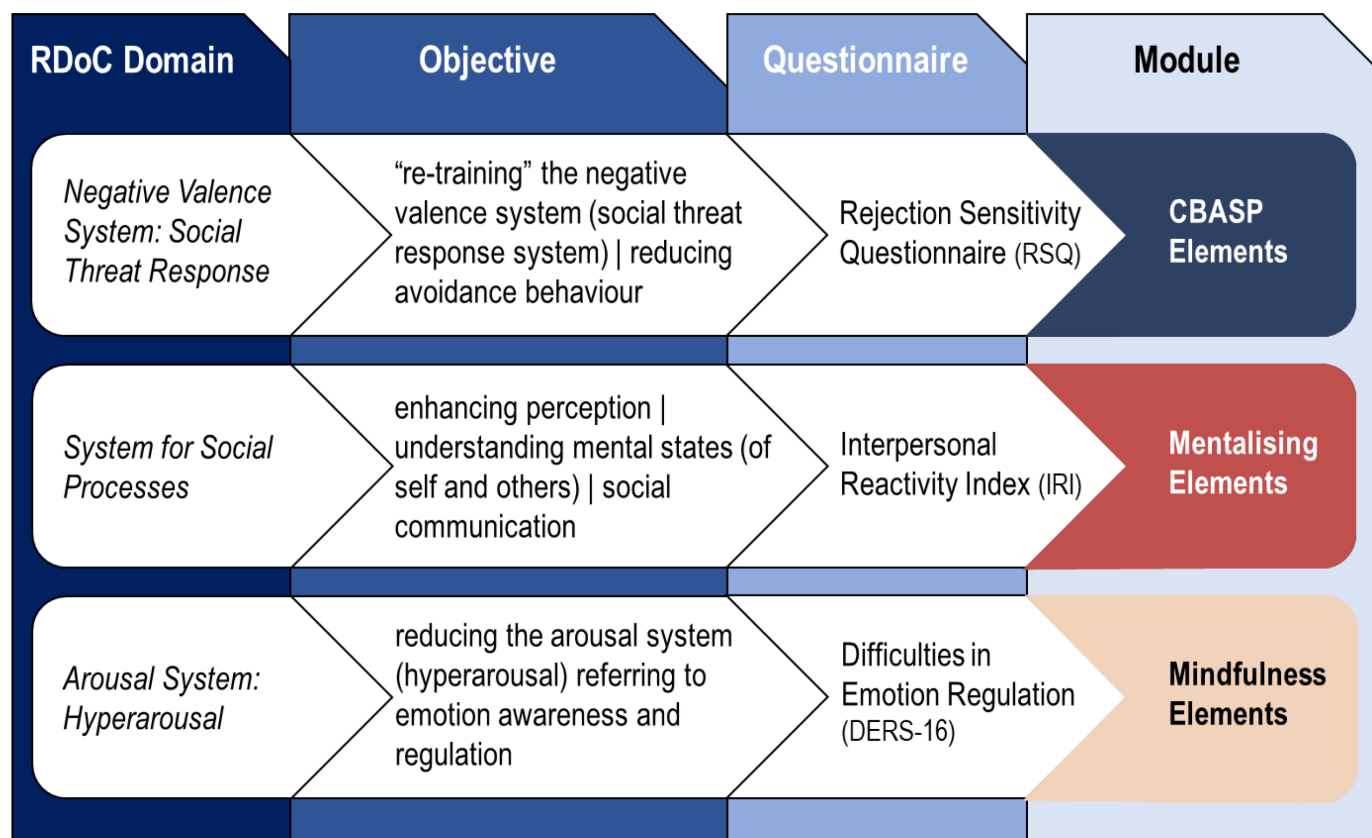 RDoC Domain
Objective
Questionnaire
Module
Negative Valence
System: Social
Threat Response
“re-training” the negative
valence system (social threat
response system) | reducing
avoidance behaviour
Rejection Sensitivity
Questionnaire (RSQ)
CBASP
Elements
System for Social
Processes
enhancing perception |
understanding mental states (of
self and others) | social
communication
Interpersonal
Reactivity Index (IRI)
Mentalising
Elements
Arousal System:
Hyperarousal
reducing the arousal system
(hyperarousal) referring to
emotion awareness and
regulation
Difficulties in
Emotion Regulation
(DERS-16)
Mindfulness
Elements